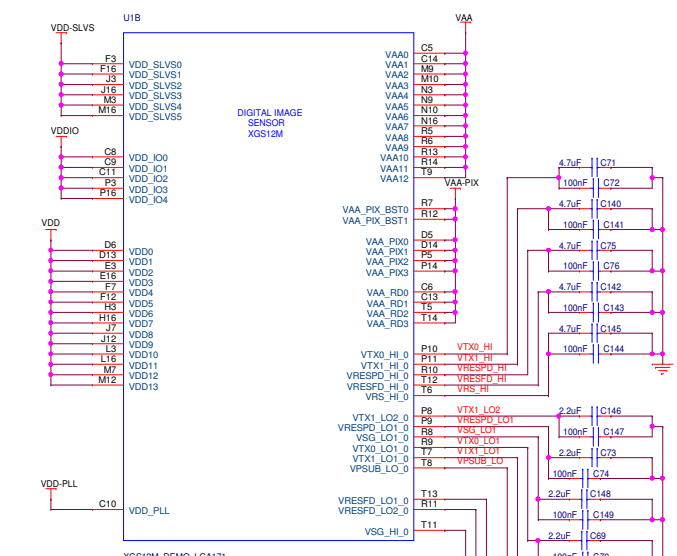 U1B
VAA
VDD-SLVS
DIGITAL IMAGE
SENSOR
XGS12M
F3 VDD_SLVS0
F16 VDD_SLVS1
J3 VDD_SLVS2
J16 VDD_SLVS3
M3 VDD_SLVS4
M16 VDD_SLVS5
VDDIO
C8 VDD_IO0
C9 VDD_IO1
C11 VDD_IO2
P3 VDD_IO3
P16 VDD_IO4
VDD
D6 VDD0
D13 VDD1
E3 VDD2
E16 VDD3
F7 VDD4
F12 VDD5
H3 VDD6
H16 VDD7
J7 VDD8
J12 VDD9
L3 VDD10
L16 VDD11
M7 VDD12
M12 VDD13
VDD-PLL
C10 VDD_PLL
VAA0 C5
VAA1 C14
VAA2 M9
VAA3 M10
VAA4 N3
VAA5 N9
VAA6 N10
VAA7 N16
VAA8 R5
VAA9 R6
VAA10 R13
VAA11 R14
VAA12 T9
VAA-PIX
VAA_PIX_BST0 R7
VAA_PIX_BST1 R12
VAA_PIX0 D5
VAA_PIX1 D14
VAA_PIX2 P5
VAA_PIX3 P14
VAA_RD0 C6
VAA_RD1 C13
VAA_RD2 T5
VAA_RD3 T14
VTX0_HI_0 P10 VTX0_HI
VTX1_HI_0 P11 VTX1_HI
VRESPD_HI_0 R10 VRESPD_HI
VRESFD_HI_0 T12 VRESFD_HI
VRS_HI_0 T6 VRS_HI
VTX1_LO2_0 P8 VTX1_LO2
VRESPD_LO1_0 P9 VRESPD_LO1
VSG_LO1_0 R8 VSG_LO1
VTX0_LO1_0 R9 VTX0_LO1
VTX1_LO1_0 T7 VTX1_LO1
VPSUB_LO_0 T8 VPSUB_LO
VRESFD_LO1_0 T13
VRESFD_LO2_0 R11
VSG_HI_0 T11
4.7uF C71
100nF C72
4.7uF C140
100nF C141
4.7uF C75
100nF C76
4.7uF C142
100nF C143
4.7uF C145
100nF C144
2.2uF C146
100nF C147
2.2uF C73
100nF C74
2.2uF C148
100nF C149
2.2uF C69